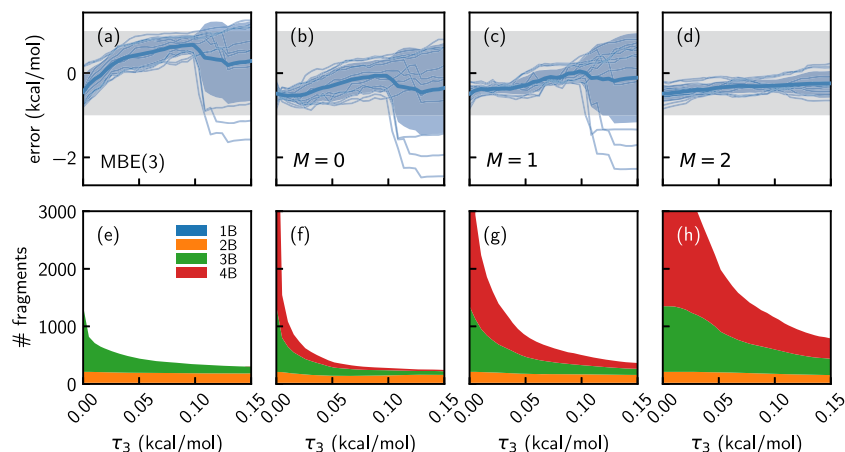 (a) (b) (c) (d)
error (kcal/mol)
0
−2
MBE(3) M = 0 M = 1 M = 2
(e) (f) (g) (h)
# fragments
3000
2000
1000
0
1B
2B
3B
4B
0.00 0.05 0.10 0.15 0.00 0.05 0.10 0.15 0.00 0.05 0.10 0.15 0.00 0.05 0.10 0.15
τ₃ (kcal/mol) τ₃ (kcal/mol) τ₃ (kcal/mol) τ₃ (kcal/mol)